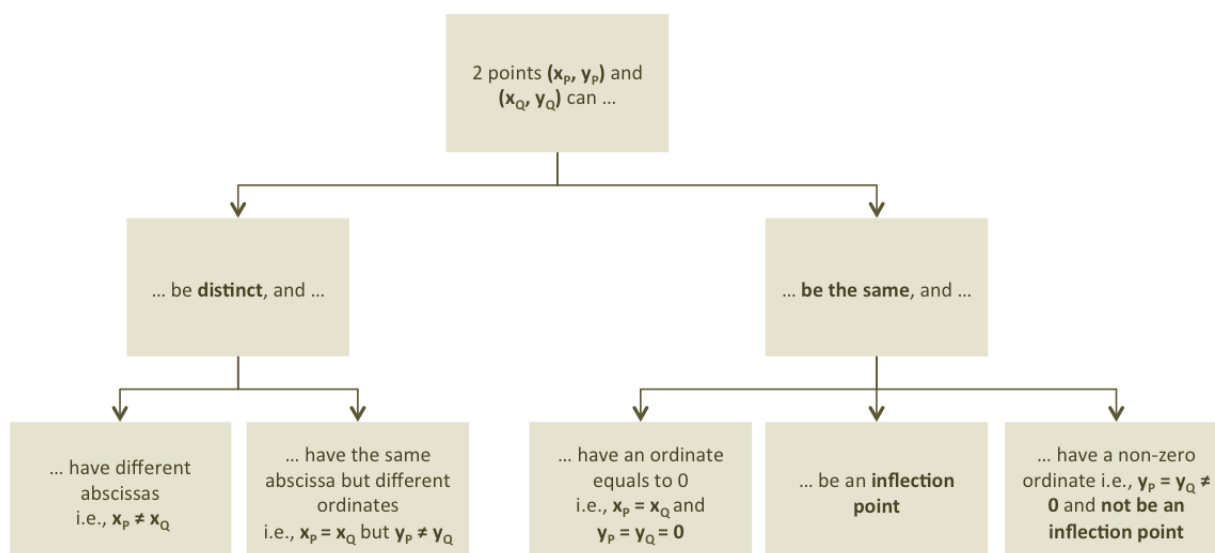 2 points (xP, yP) and
(xQ, yQ) can ...
... be distinct, and ...
... be the same, and ...
... have different
abscissas
i.e., xP ≠ xQ
... have the same
abscissa but different
ordinates
i.e., xP = xQ but yP ≠ yQ
... have an ordinate
equals to 0
i.e., xP = xQ and
yP = yQ = 0
... be an inflection
point
... have a non-zero
ordinate i.e., yP = yQ ≠
0 and not be an
inflection point